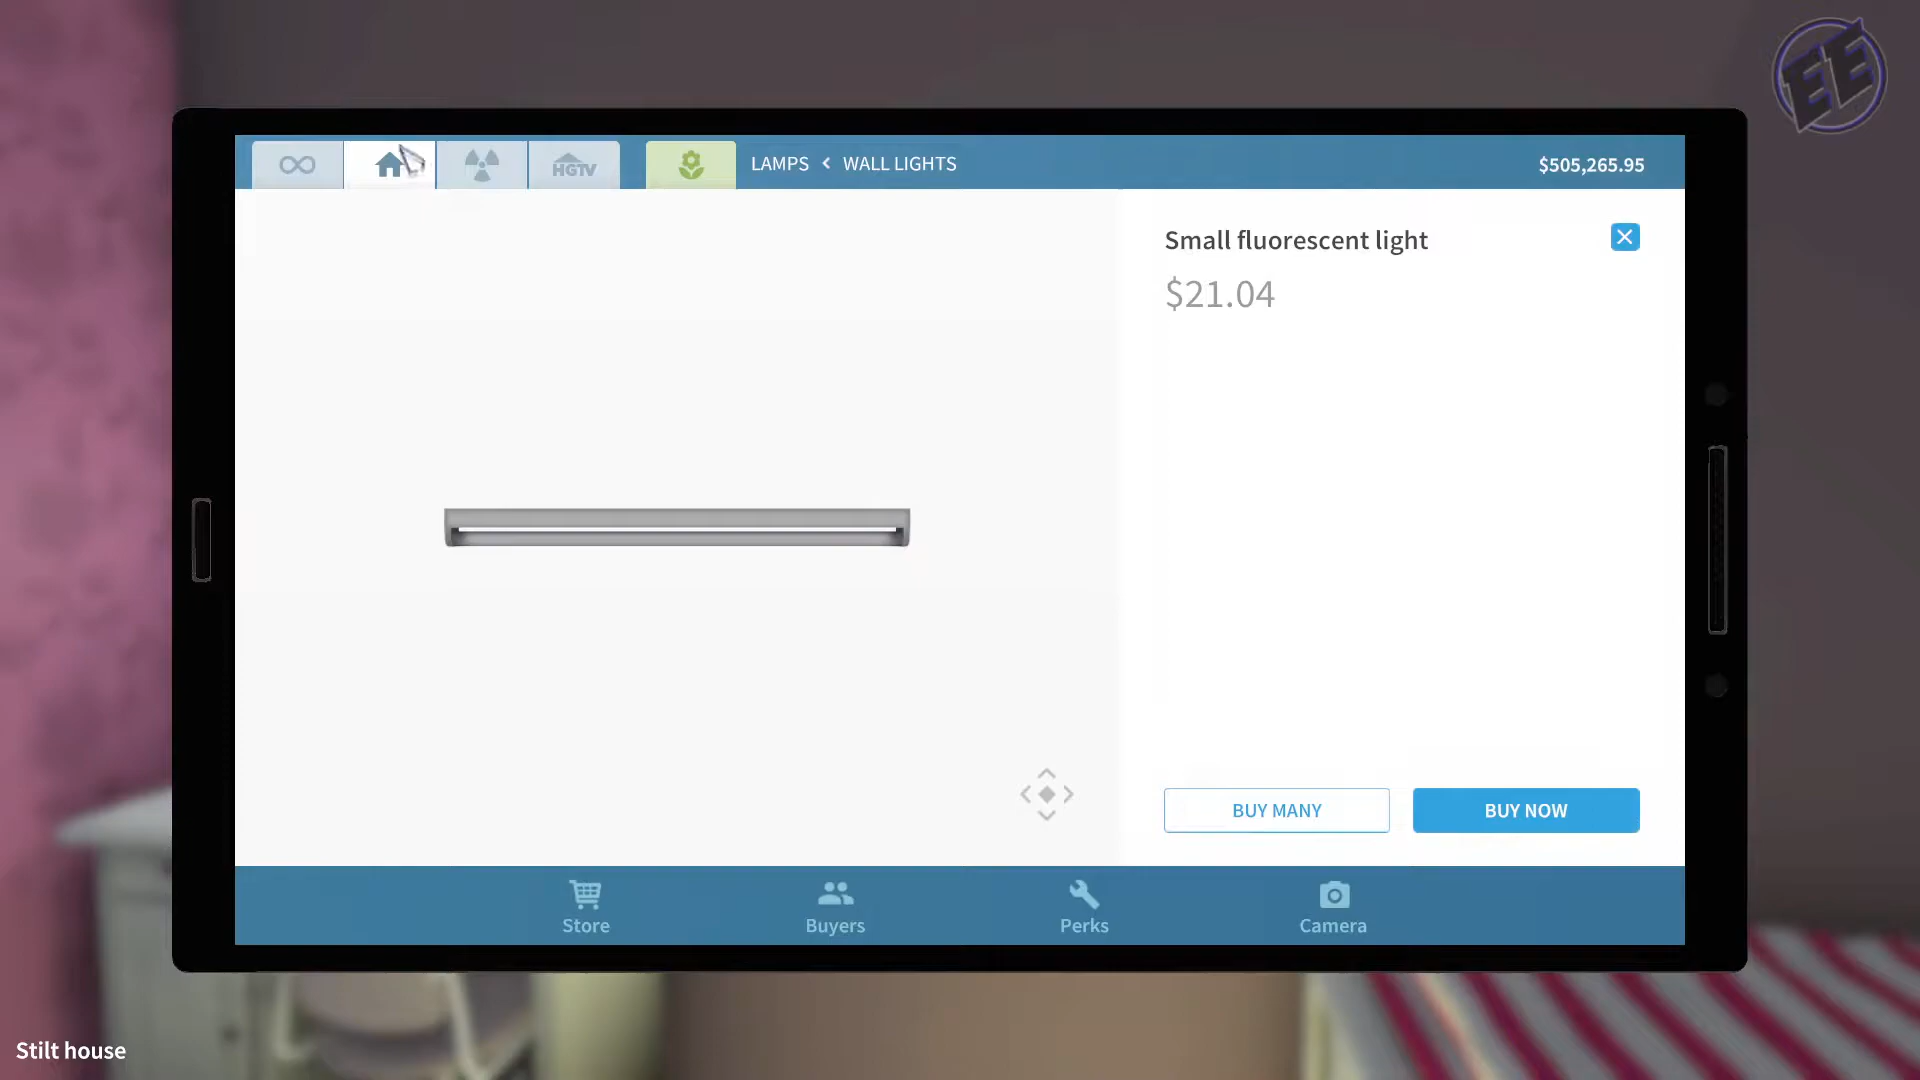 EE
HGTV
LAMPS < WALL LIGHTS
$505,265.95
Small fluorescent light
$21.04
BUY MANY
BUY NOW
Store
Buyers
Perks
Camera
Stilt house